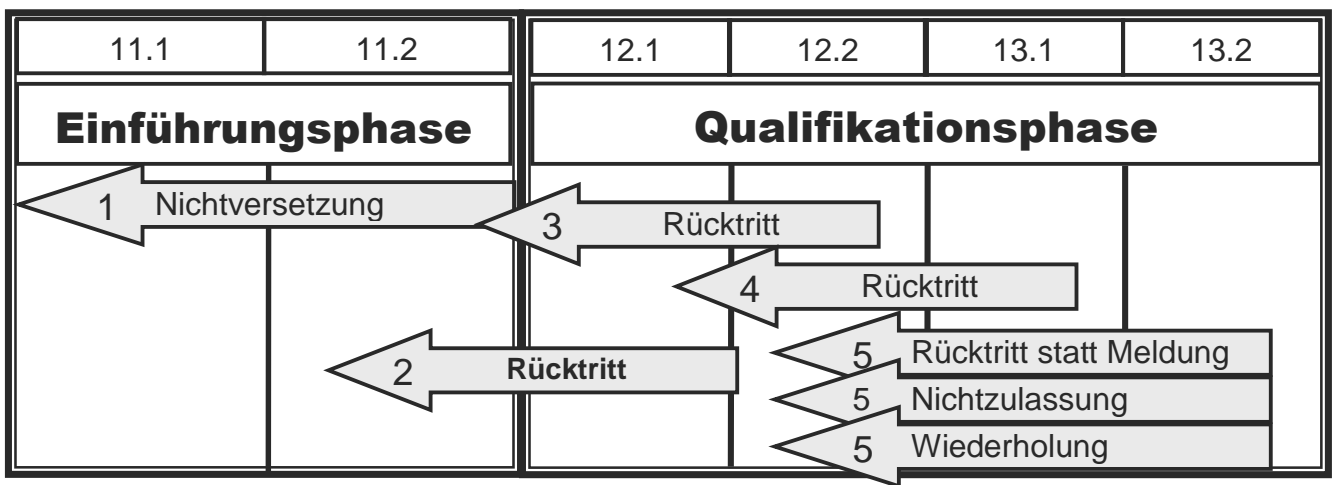 11.1 11.2 12.1 12.2 13.1 13.2
Einführungsphase Qualifikationsphase
1 Nichtversetzung
3 Rücktritt
4 Rücktritt
5 Rücktritt statt Meldung
2 Rücktritt
5 Nichtzulassung
5 Wiederholung